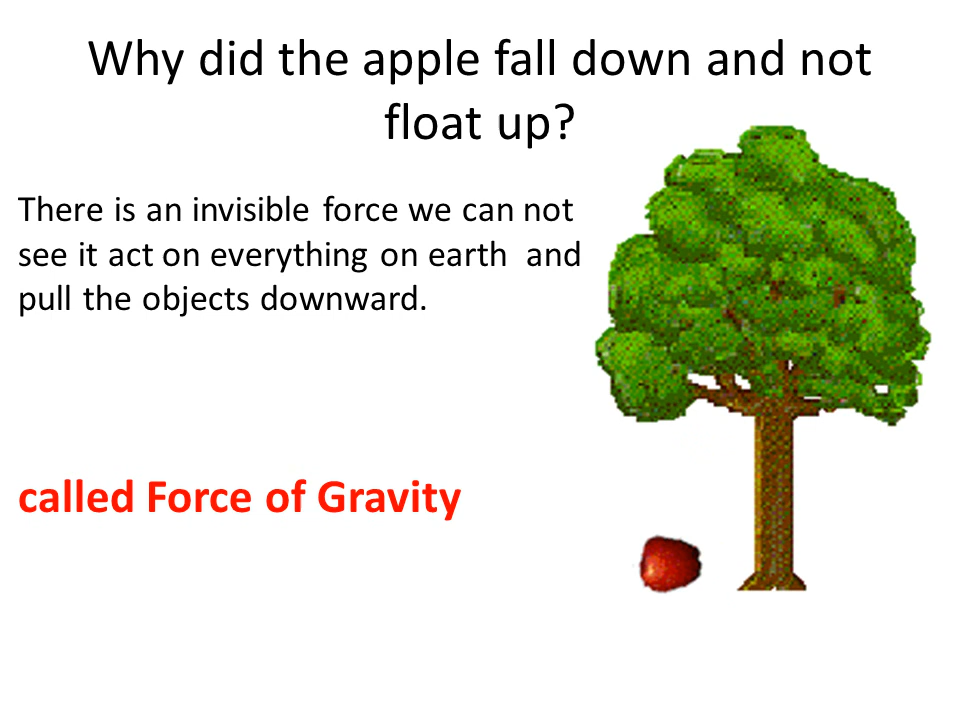 Why did the apple fall down and not
float up?
There is an invisible force we can not
see it act on everything on earth and
pull the objects downward.
called Force of Gravity